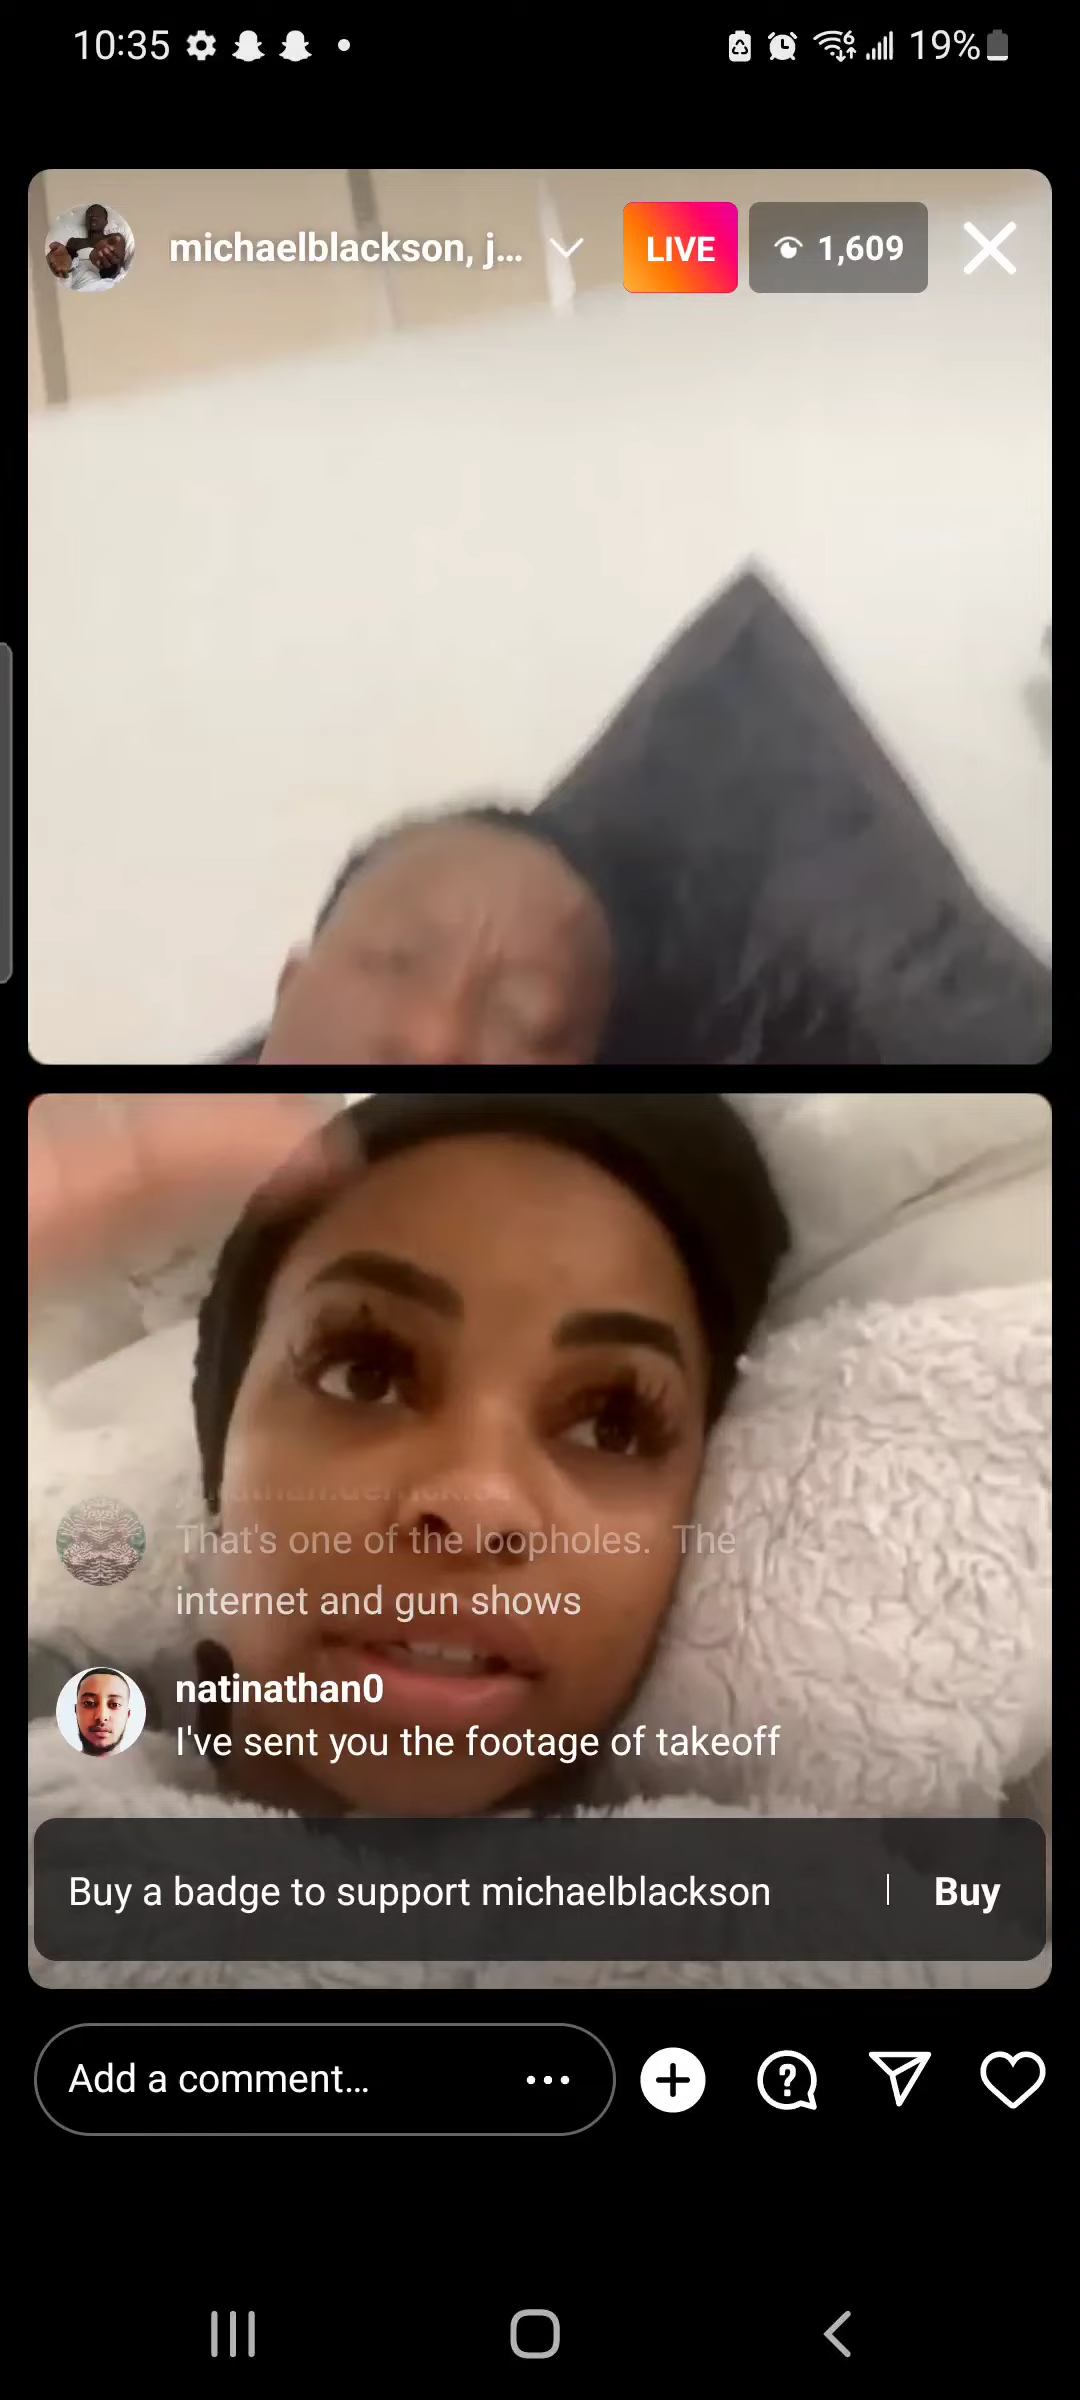 10:35
19%
michaelblackson, j...
LIVE
1,609
That's one of the loopholes.  The
internet and gun shows
natinathan0
I've sent you the footage of takeoff
Buy a badge to support michaelblackson
Buy
Add a comment...